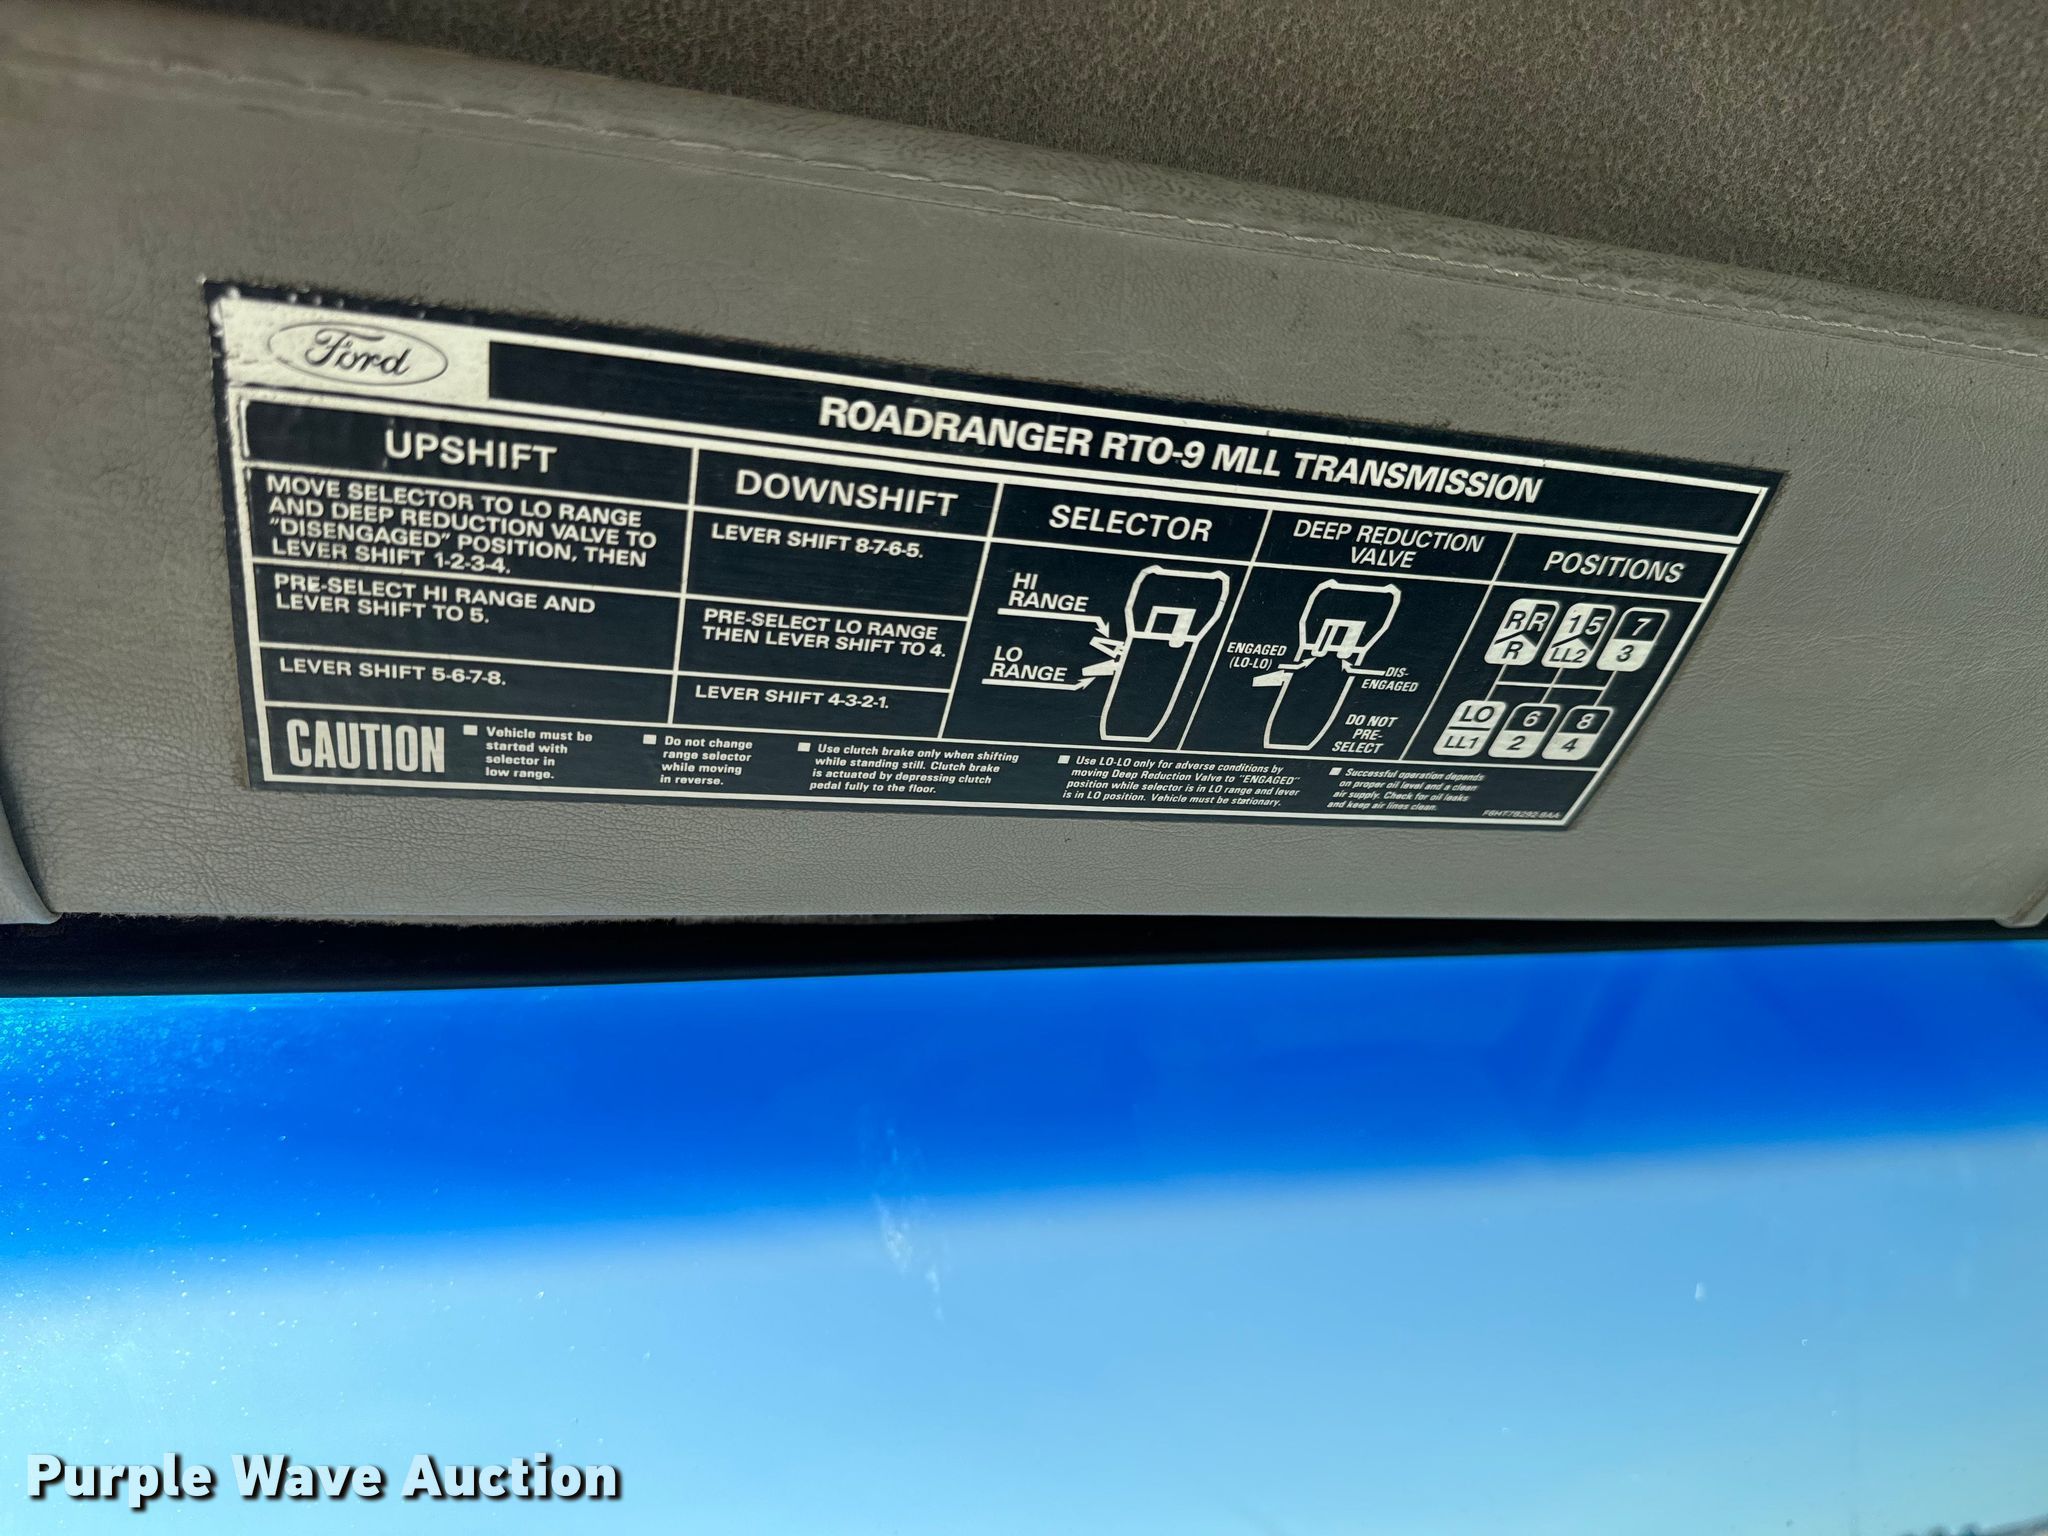 Ford
ROADRANGER RTO-9 MLL TRANSMISSION
UPSHIFT
MOVE SELECTOR TO LO RANGE
AND DEEP REDUCTION VALVE TO
"DISENGAGED" POSITION, THEN
LEVER SHIFT 1-2-3-4.
PRE-SELECT HI RANGE AND
LEVER SHIFT TO 5.
LEVER SHIFT 5-6-7-8.
DOWNSHIFT
LEVER SHIFT 8-7-6-5.
PRE-SELECT LO RANGE
THEN LEVER SHIFT TO 4.
LEVER SHIFT 4-3-2-1.
SELECTOR
HI
RANGE
LO
RANGE
DEEP REDUCTION
VALVE
ENGAGED
(LO-LO)
DIS-
ENGAGED
DO NOT
PRE-
SELECT
POSITIONS
R R 1 5 7
R LL2 3
LO 6 8
LL1 2 4
CAUTION
Vehicle must be
started with
selector in
low range.
Do not change
range selector
while moving
in reverse.
Use clutch brake only when shifting
while standing still. Clutch brake
is actuated by depressing clutch
pedal fully to the floor.
Use LO-LO only for adverse conditions by
moving Deep Reduction Valve to "ENGAGED"
position while selector is in LO range and lever
is in LO position. Vehicle must be stationary.
Successful operation depends
on proper oil level and a clean
air supply. Check for oil leaks
and keep air lines clean.
Purple Wave Auction